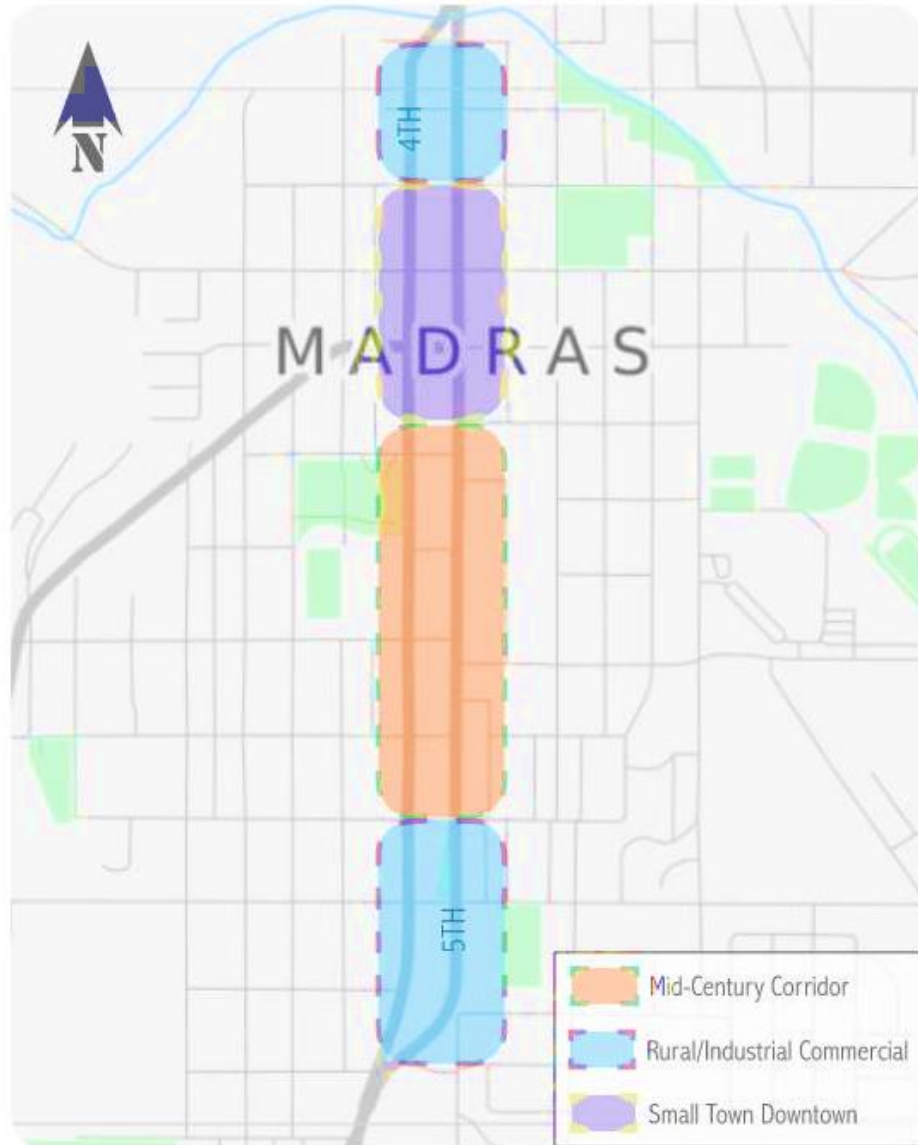 N
4TH
MADRAS
5TH
Mid-Century Corridor
Rural/Industrial Commercial
Small Town Downtown